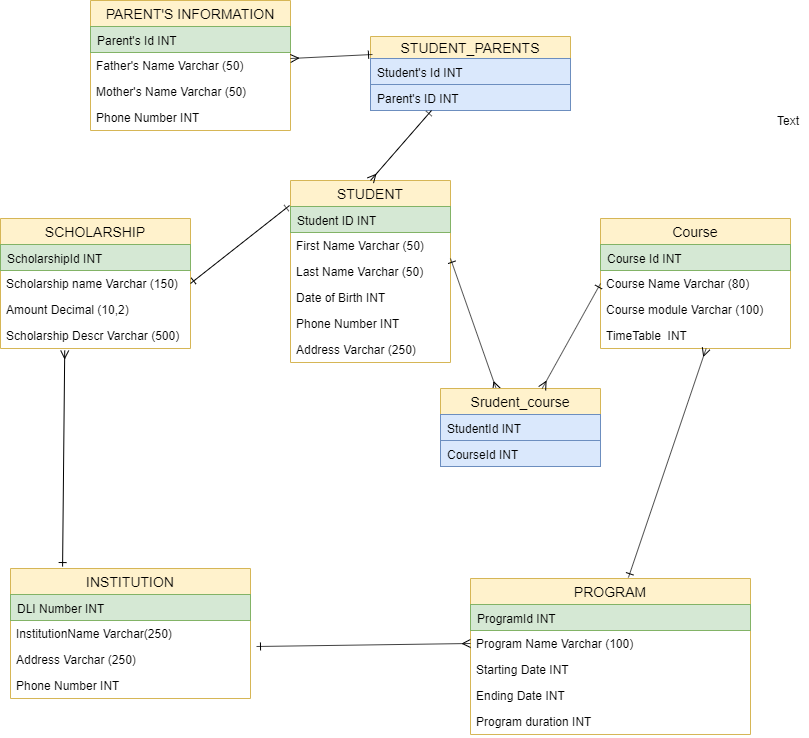 PARENT'S INFORMATION
Parent's Id INT
Father's Name Varchar (50)
Mother's Name Varchar (50)
Phone Number INT
STUDENT_PARENTS
Student's Id INT
Parent's ID INT
Text
STUDENT
Student ID INT
First Name Varchar (50)
Last Name Varchar (50)
Date of Birth INT
Phone Number INT
Address Varchar (250)
SCHOLARSHIP
ScholarshipId INT
Scholarship name Varchar (150)
Amount Decimal (10,2)
Scholarship Descr Varchar (500)
Course
Course Id INT
Course Name Varchar (80)
Course module Varchar (100)
TimeTable  INT
Srudent_course
StudentId INT
CourseId INT
INSTITUTION
DLI Number INT
InstitutionName Varchar(250)
Address Varchar (250)
Phone Number INT
PROGRAM
ProgramId INT
Program Name Varchar (100)
Starting Date INT
Ending Date INT
Program duration INT